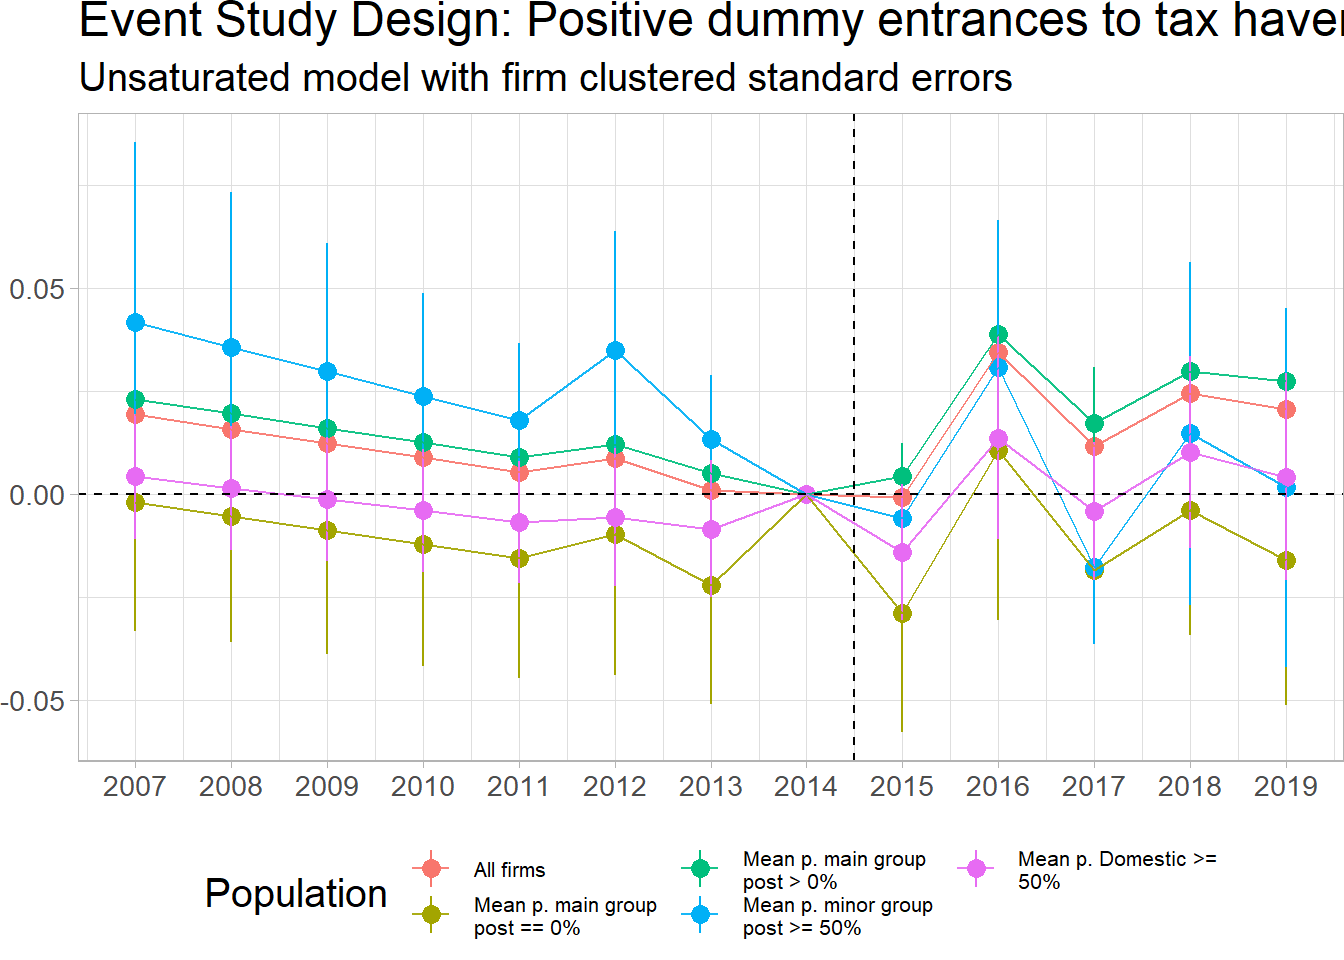 Event Study Design: Positive dummy entrances to tax haven
Unsaturated model with firm clustered standard errors
0.05
0.00
-0.05
2007 2008 2009 2010 2011 2012 2013 2014 2015 2016 2017 2018 2019
Population
All firms
Mean p. main group
post == 0%
Mean p. main group
post > 0%
Mean p. minor group
post >= 50%
Mean p. Domestic >=
50%